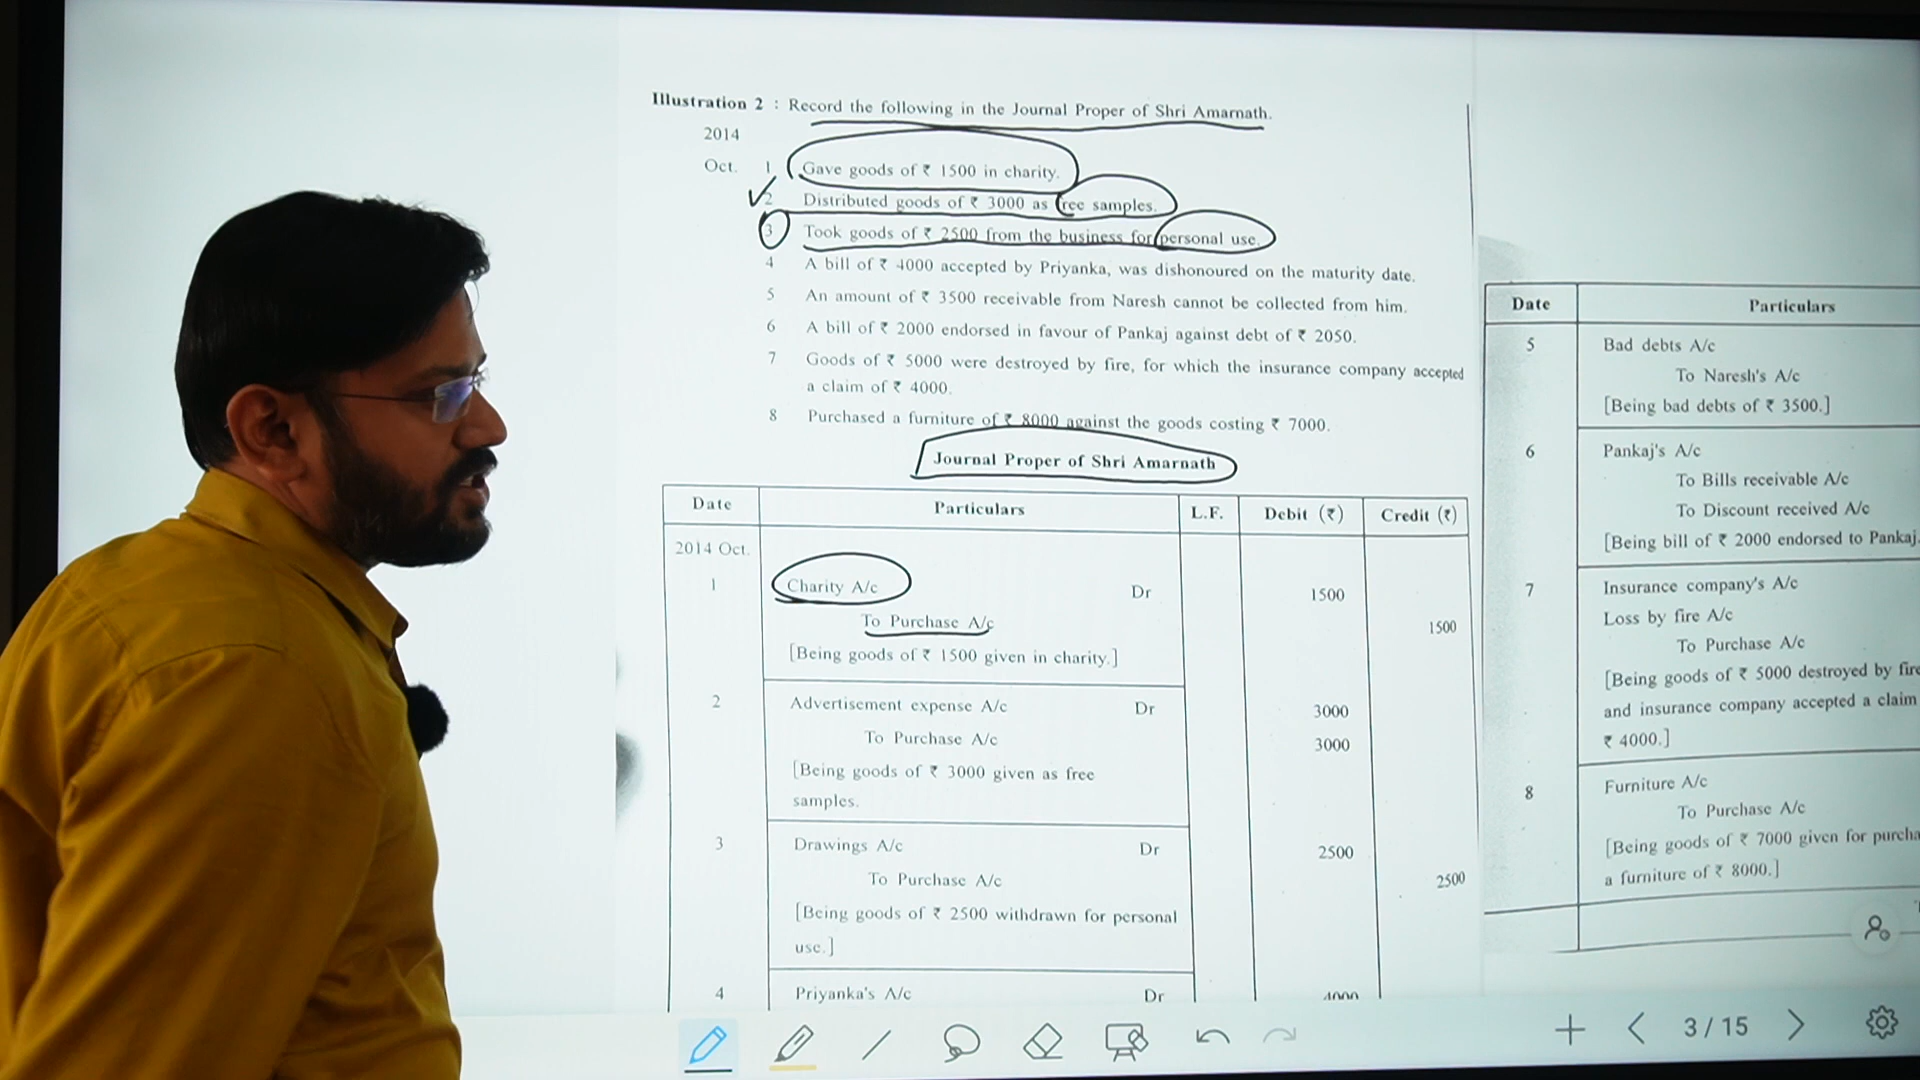 Illustration 2 : Record the following in the Journal Proper of Shri Amarnath.
2014
Oct. 1 Gave goods of ₹ 1500 in charity.
2 Distributed goods of ₹ 3000 as free samples.
3 Took goods of ₹ 2500 from the business for personal use.
4 A bill of ₹ 4000 accepted by Priyanka, was dishonoured on the maturity date.
5 An amount of ₹ 3500 receivable from Naresh cannot be collected from him.
6 A bill of ₹ 2000 endorsed in favour of Pankaj against debt of ₹ 2050.
7 Goods of ₹ 5000 were destroyed by fire, for which the insurance company accepted
a claim of ₹ 4000.
8 Purchased a furniture of ₹ 8000 against the goods costing ₹ 7000.
Journal Proper of Shri Amarnath
Date Particulars L.F. Debit (₹) Credit (₹)
2014 Oct.
1 Charity A/c Dr 1500
To Purchase A/c 1500
[Being goods of ₹ 1500 given in charity.]
2 Advertisement expense A/c Dr 3000
To Purchase A/c 3000
[Being goods of ₹ 3000 given as free
samples.
3 Drawings A/c Dr 2500
To Purchase A/c 2500
[Being goods of ₹ 2500 withdrawn for personal
use.]
4 Priyanka's A/c Dr 4000
Date Particulars
5 Bad debts A/c
To Naresh's A/c
[Being bad debts of ₹ 3500.]
6 Pankaj's A/c
To Bills receivable A/c
To Discount received A/c
[Being bill of ₹ 2000 endorsed to Pankaj.
7 Insurance company's A/c
Loss by fire A/c
To Purchase A/c
[Being goods of ₹ 5000 destroyed by fire
and insurance company accepted a claim
₹ 4000.]
8 Furniture A/c
To Purchase A/c
[Being goods of ₹ 7000 given for purcha
a furniture of ₹ 8000.]
3 / 15